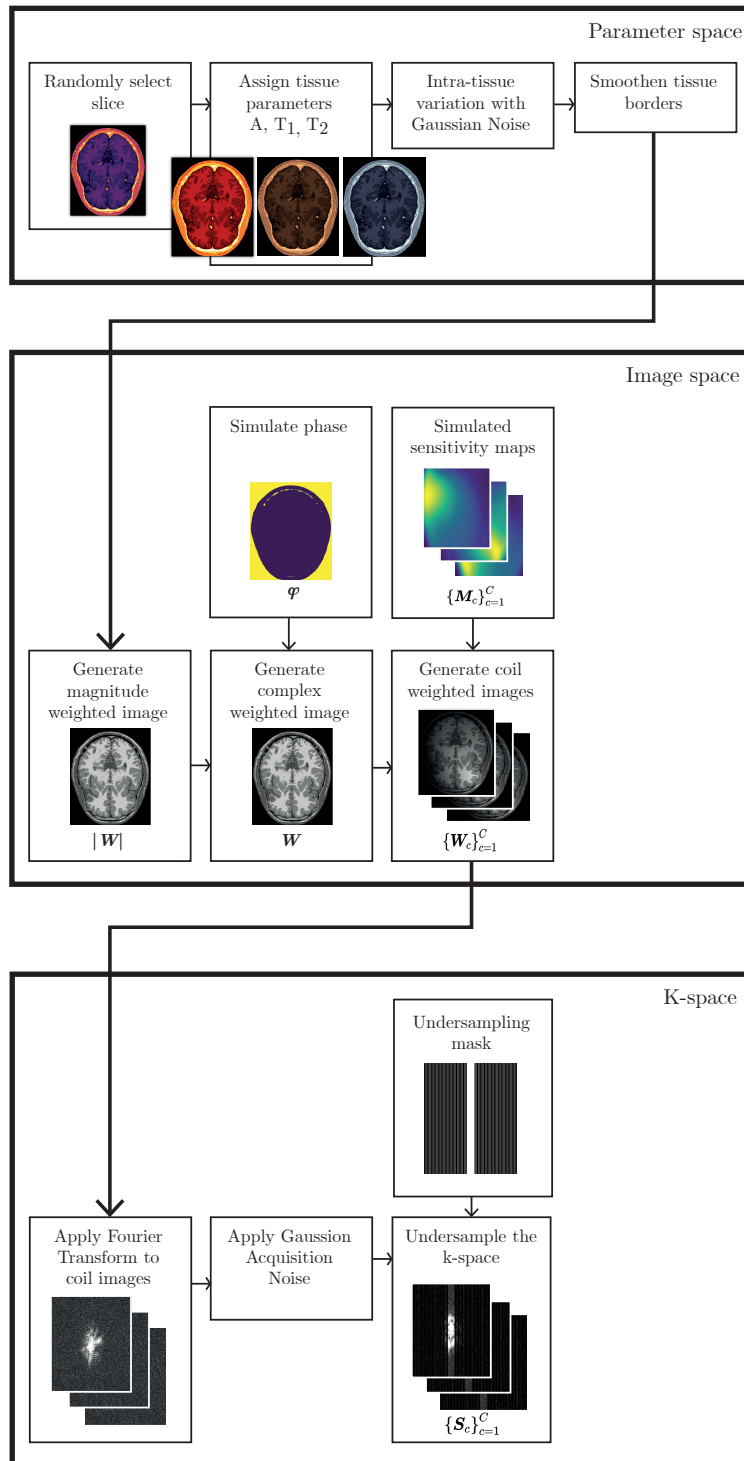 Parameter space
Randomly select
slice
Assign tissue
parameters
A, T1, T2
Intra-tissue
variation with
Gaussian Noise
Smoothen tissue
borders
Image space
Simulate phase
φ
Simulated
sensitivity maps
{M_c}_{c=1}^C
Generate
magnitude
weighted image
|W|
Generate
complex
weighted image
W
Generate coil
weighted images
{W_c}_{c=1}^C
K-space
Undersampling
mask
Apply Fourier
Transform to
coil images
Apply Gaussion
Acquisition
Noise
Undersample the
k-space
{S_c}_{c=1}^C